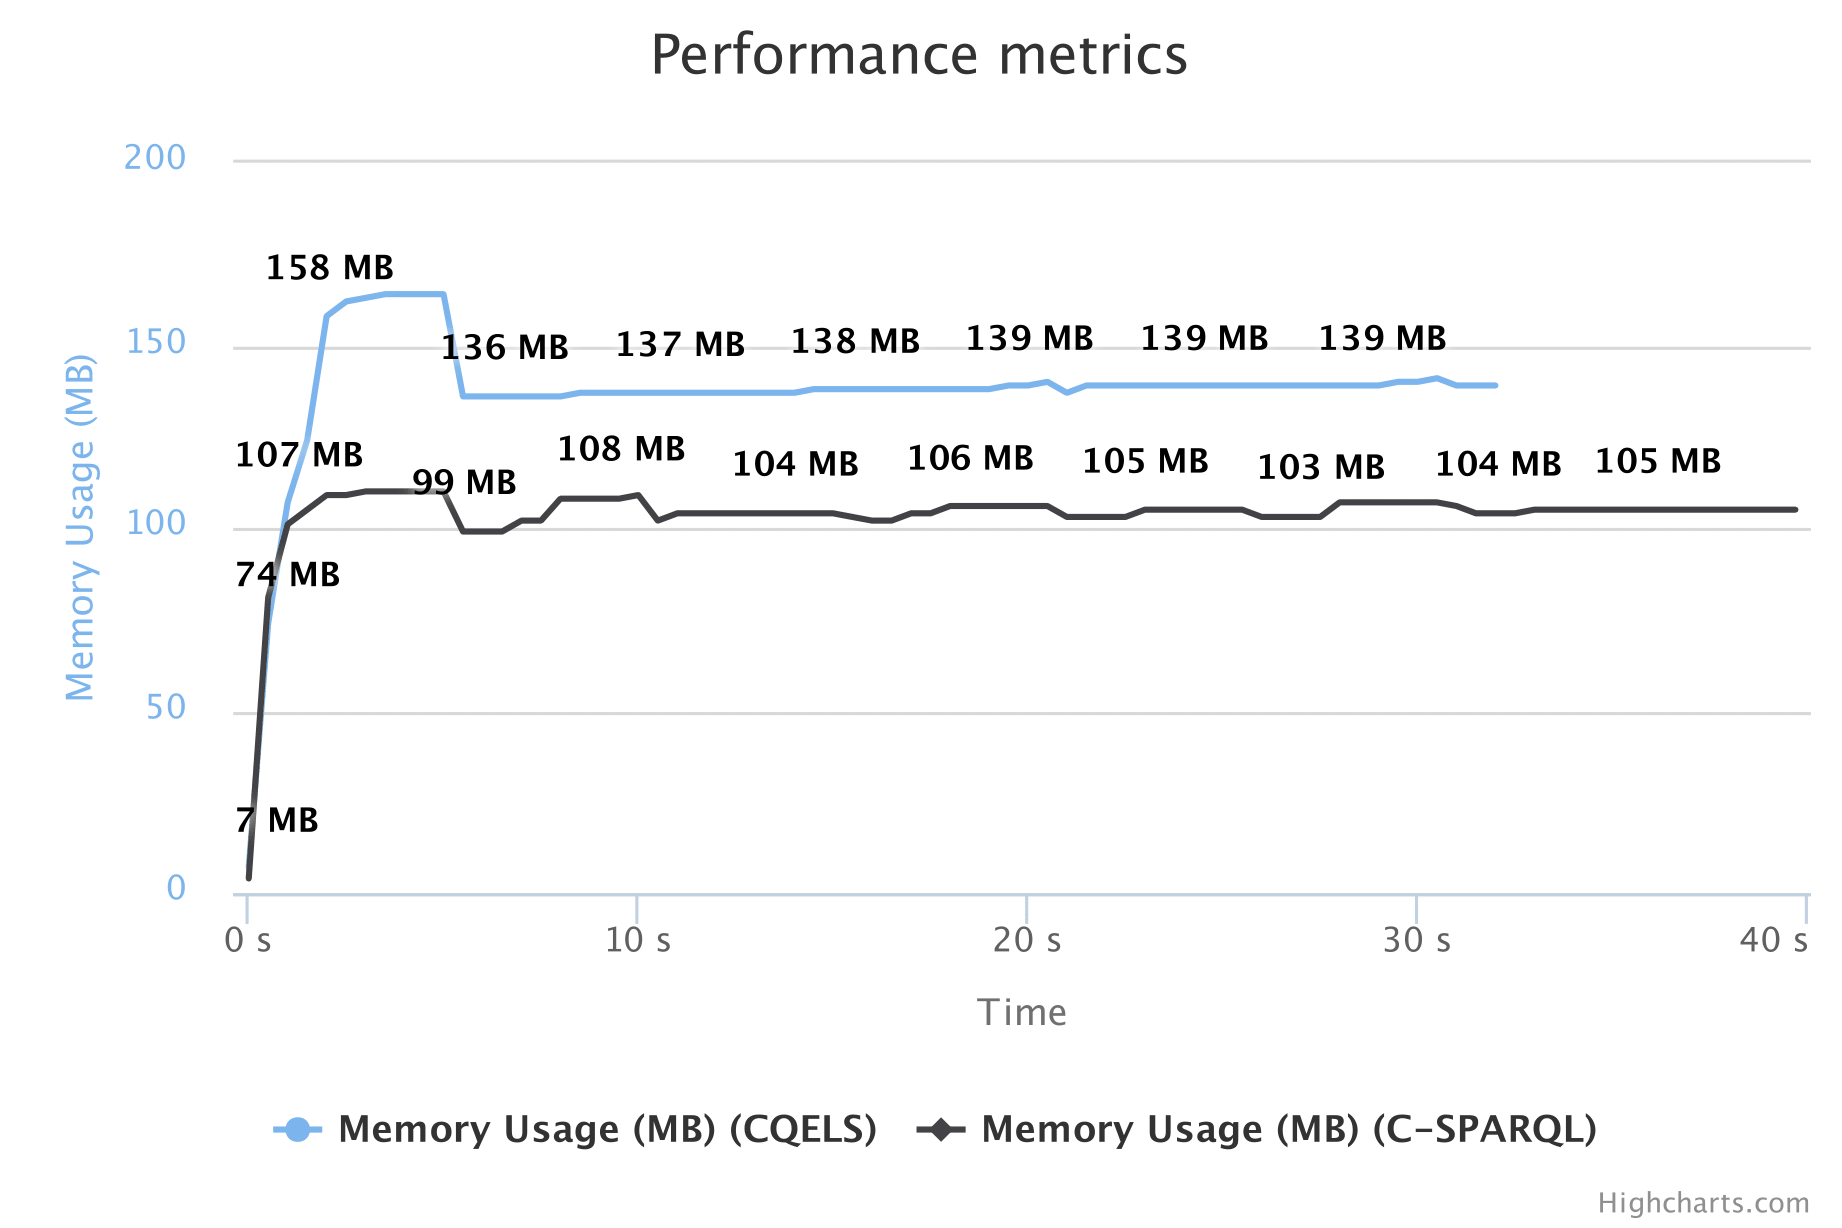 Performance metrics
200
158 MB
150
136 MB 137 MB 138 MB 139 MB 139 MB 139 MB
107 MB 99 MB 108 MB 104 MB 106 MB 105 MB 103 MB 104 MB 105 MB
100
74 MB
50
7 MB
0
Memory Usage (MB)
0 s 10 s 20 s 30 s 40 s
Time
Memory Usage (MB) (CQELS) Memory Usage (MB) (C-SPARQL)
Highcharts.com